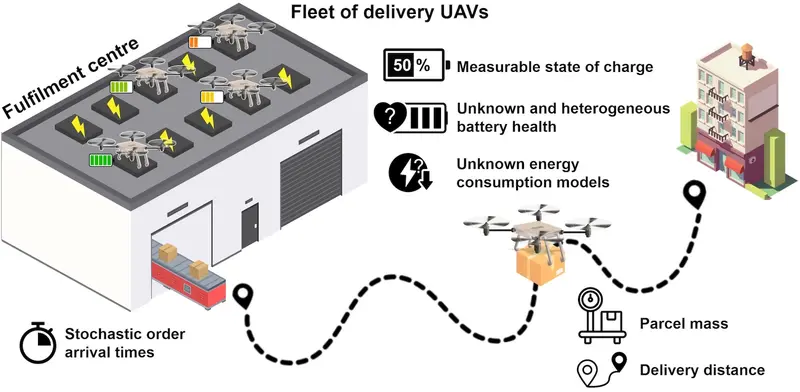 Fleet of delivery UAVs
Fulfilment centre
50 %
Measurable state of charge
?
Unknown and heterogeneous
battery health
?
Unknown energy
consumption models
Stochastic order
arrival times
Parcel mass
Delivery distance